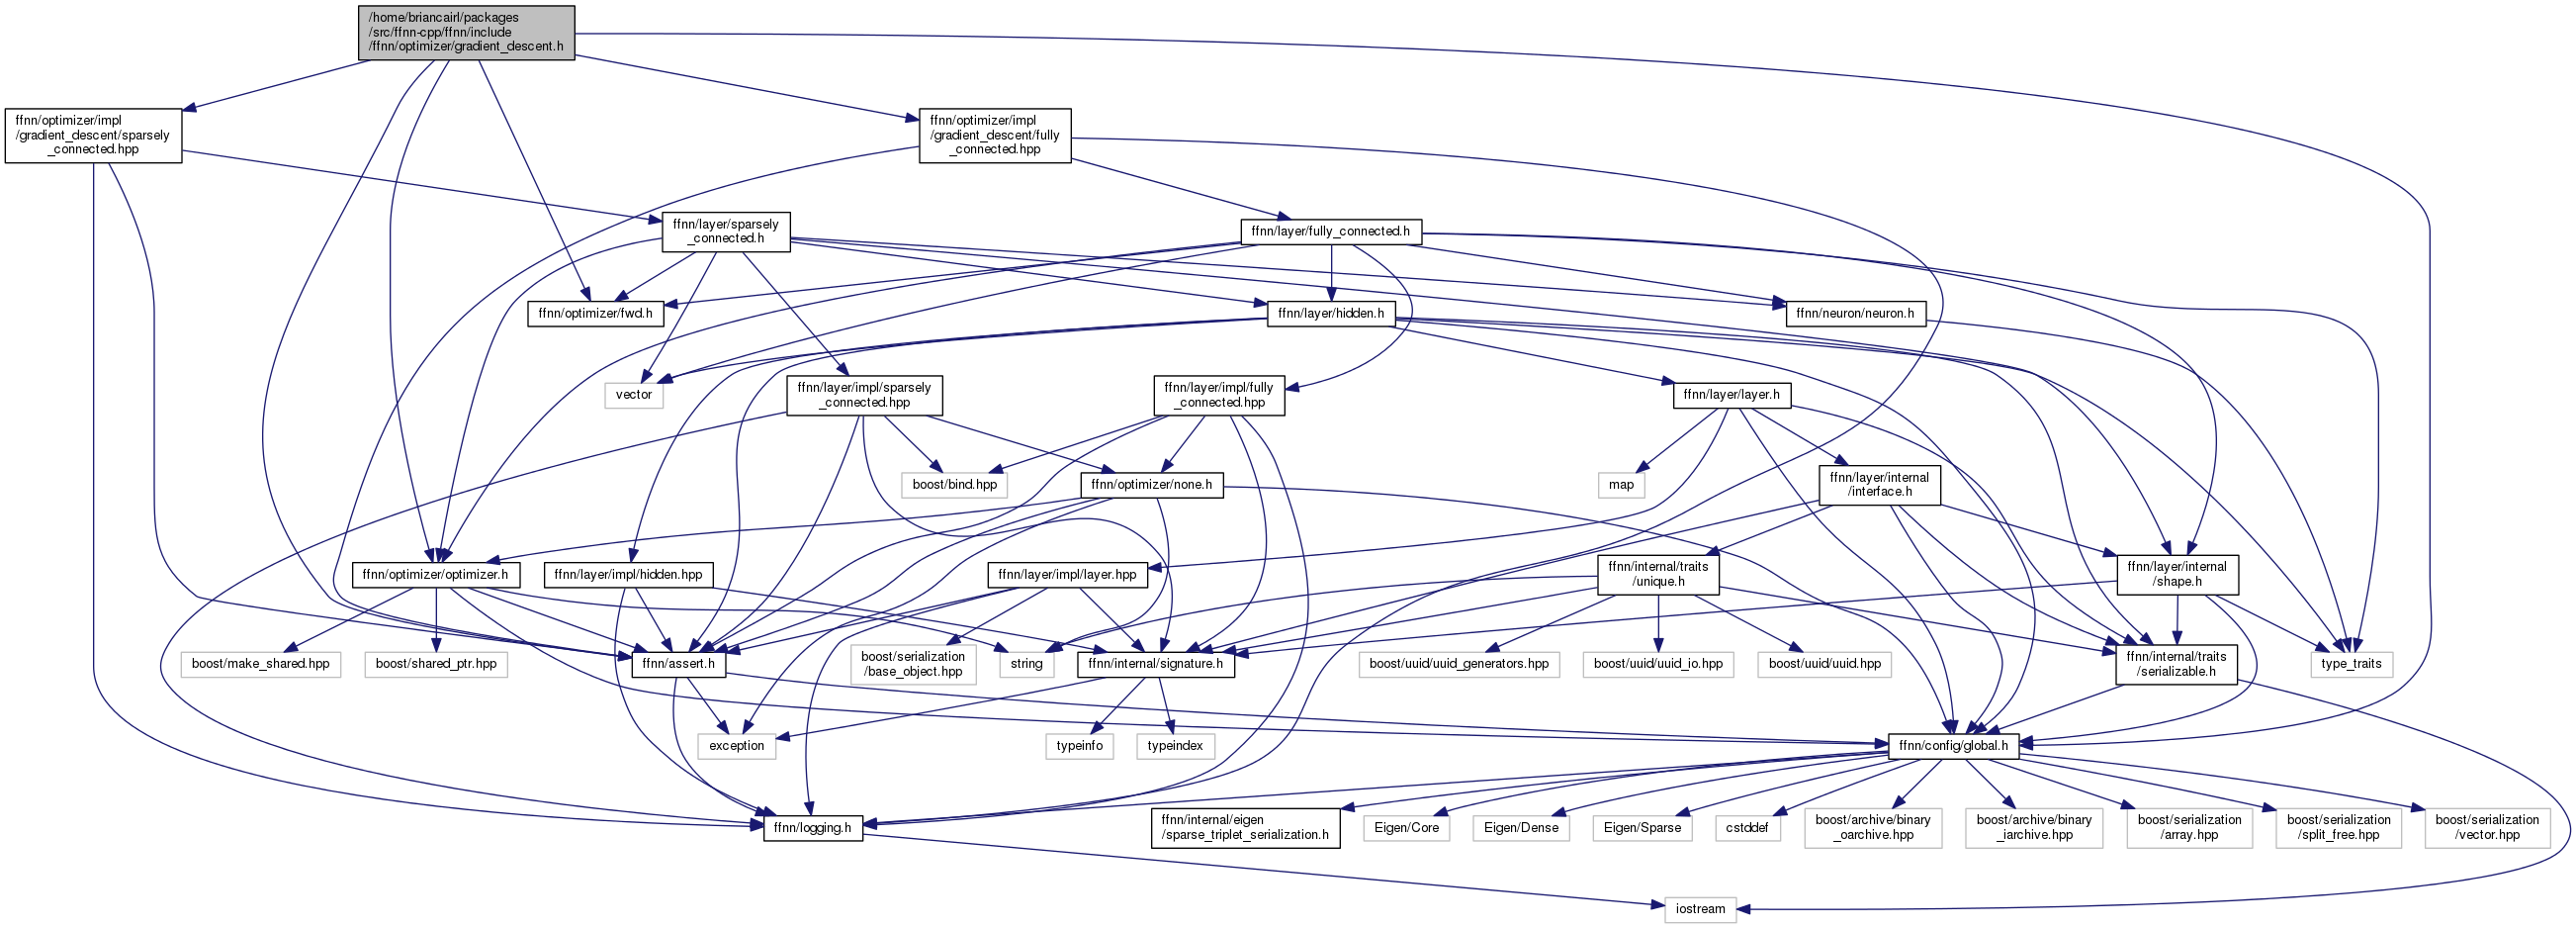 /home/briancairl/packages
/src/ffnn-cpp/ffnn/include
/ffnn/optimizer/gradient_descent.h
ffnn/optimizer/impl
/gradient_descent/sparsely
_connected.hpp
ffnn/optimizer/impl
/gradient_descent/fully
_connected.hpp
ffnn/layer/sparsely
_connected.h
ffnn/layer/fully_connected.h
ffnn/optimizer/fwd.h
ffnn/layer/hidden.h
ffnn/neuron/neuron.h
vector
ffnn/layer/impl/sparsely
_connected.hpp
ffnn/layer/impl/fully
_connected.hpp
ffnn/layer/layer.h
boost/bind.hpp
ffnn/optimizer/none.h
map
ffnn/layer/internal
/interface.h
ffnn/optimizer/optimizer.h
ffnn/layer/impl/hidden.hpp
ffnn/layer/impl/layer.hpp
ffnn/internal/traits
/unique.h
ffnn/layer/internal
/shape.h
boost/make_shared.hpp
boost/shared_ptr.hpp
ffnn/assert.h
boost/serialization
/base_object.hpp
string
ffnn/internal/signature.h
boost/uuid/uuid_generators.hpp
boost/uuid/uuid_io.hpp
boost/uuid/uuid.hpp
ffnn/internal/traits
/serializable.h
type_traits
exception
typeinfo
typeindex
ffnn/config/global.h
ffnn/logging.h
ffnn/internal/eigen
/sparse_triplet_serialization.h
Eigen/Core
Eigen/Dense
Eigen/Sparse
cstddef
boost/archive/binary
_oarchive.hpp
boost/archive/binary
_iarchive.hpp
boost/serialization
/array.hpp
boost/serialization
/split_free.hpp
boost/serialization
/vector.hpp
iostream